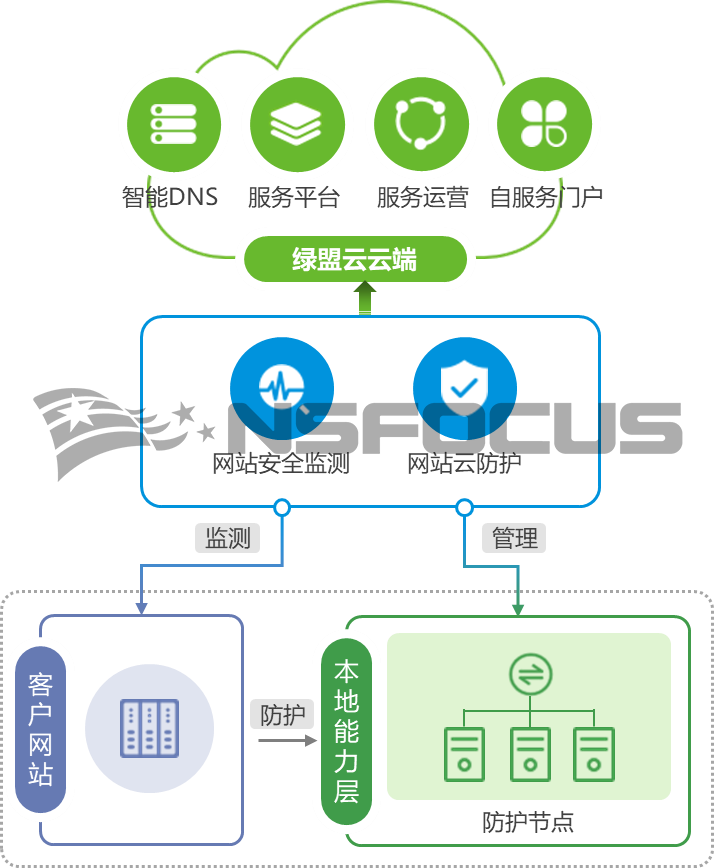 智能DNS
服务平台
服务运营
自服务门户
绿盟云云端
NSFOCUS
网站安全监测
网站云防护
监测
管理
客户网站
防护
本地能力层
防护节点